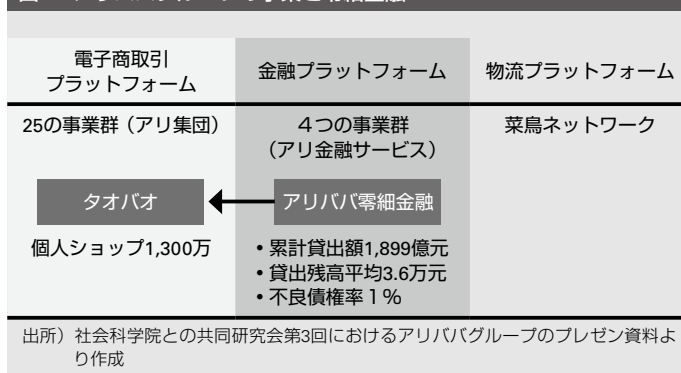 電子商取引
プラットフォーム
金融プラットフォーム
物流プラットフォーム
25の事業群（アリ集団）
４つの事業群
（アリ金融サービス）
菜鳥ネットワーク
タオバオ
アリババ零細金融
個人ショップ1,300万
•累計貸出額1,899億元
•貸出残高平均3.6万元
•不良債権率１％
出所）社会科学院との共同研究会第3回におけるアリババグループのプレゼン資料よ
り作成